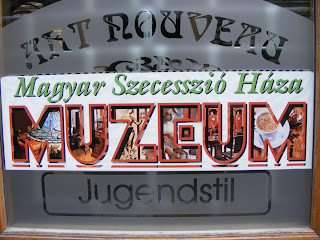 ART NOUVEAU
Magyar Szecesszió Háza
MUZEUM
Jugendstil